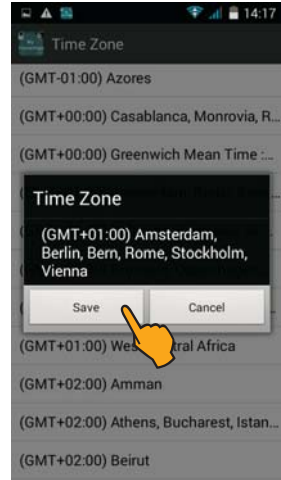 14:17
Time Zone
(GMT-01:00) Azores
(GMT+00:00) Casablanca, Monrovia, R...
(GMT+00:00) Greenwich Mean Time :...
Time Zone
(GMT+01:00) Amsterdam,
Berlin, Bern, Rome, Stockholm,
Vienna
Save Cancel
(GMT+01:00) Africa
(GMT+02:00) Amman
(GMT+02:00) Athens, Bucharest, Istan...
(GMT+02:00) Beirut